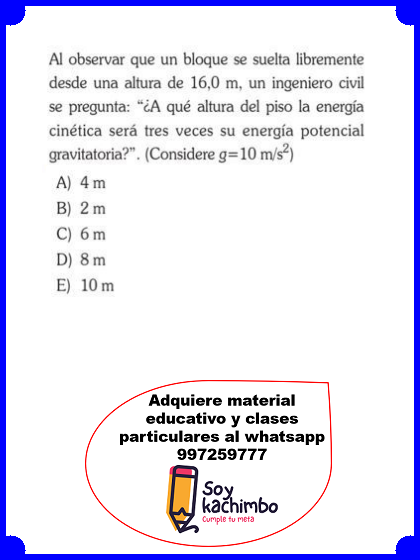 Al observar que un bloque se suelta libremente
desde una altura de 16,0 m, un ingeniero civil
se pregunta: “¿A qué altura del piso la energía
cinética será tres veces su energía potencial
gravitatoria?”. (Considere g=10 m/s²)
A) 4 m
B) 2 m
C) 6 m
D) 8 m
E) 10 m
Adquiere material
educativo y clases
particulares al whatsapp
997259777
Soy
kachimbo
Cumple tu meta